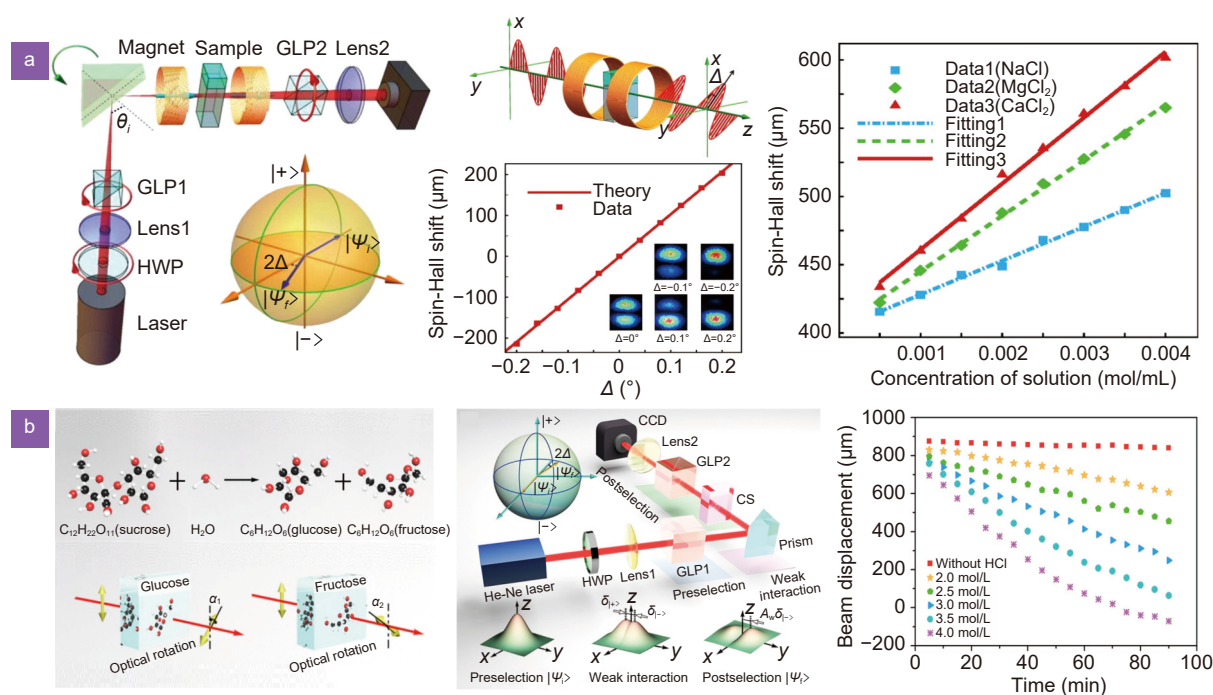 a
Magnet Sample GLP2 Lens2
θi
GLP1
Lens1
HWP
Laser
|+>
|Ψi>
2Δ
|Ψf>
|−>
x
y
x
Δ
y
z
Spin-Hall shift (μm)
200
100
0
−100
−200
Theory
Data
Δ=−0.1°
Δ=−0.2°
Δ=0°
Δ=0.1°
Δ=0.2°
−0.2
−0.1
0
0.1
0.2
Δ (°)
Spin-Hall shift (μm)
600
550
500
450
400
Data1(NaCl)
Data2(MgCl2)
Data3(CaCl2)
Fitting1
Fitting2
Fitting3
0.001
0.002
0.003
0.004
Concentration of solution (mol/mL)
b
+
+
C12H22O11(sucrose)
H2O
C6H12O6(glucose)
C6H12O6(fructose)
Glucose
α1
Optical rotation
Fructose
α2
Optical rotation
|+>
2Δ
|Ψf>
|Ψi>
|−>
CCD
Lens2
GLP2
Postselection
CS
Prism
Weak
interaction
GLP1
Preselection
Lens1
HWP
He-Ne laser
z
x
y
Preselection |Ψi>
δ|+>
z
δ|−>
x
y
Weak interaction
z
Awδ|−>
x
y
Postselection |Ψf>
Beam displacement (μm)
1000
800
600
400
200
0
−200
Without HCl
2.0 mol/L
2.5 mol/L
3.0 mol/L
3.5 mol/L
4.0 mol/L
0
20
40
60
80
100
Time (min)